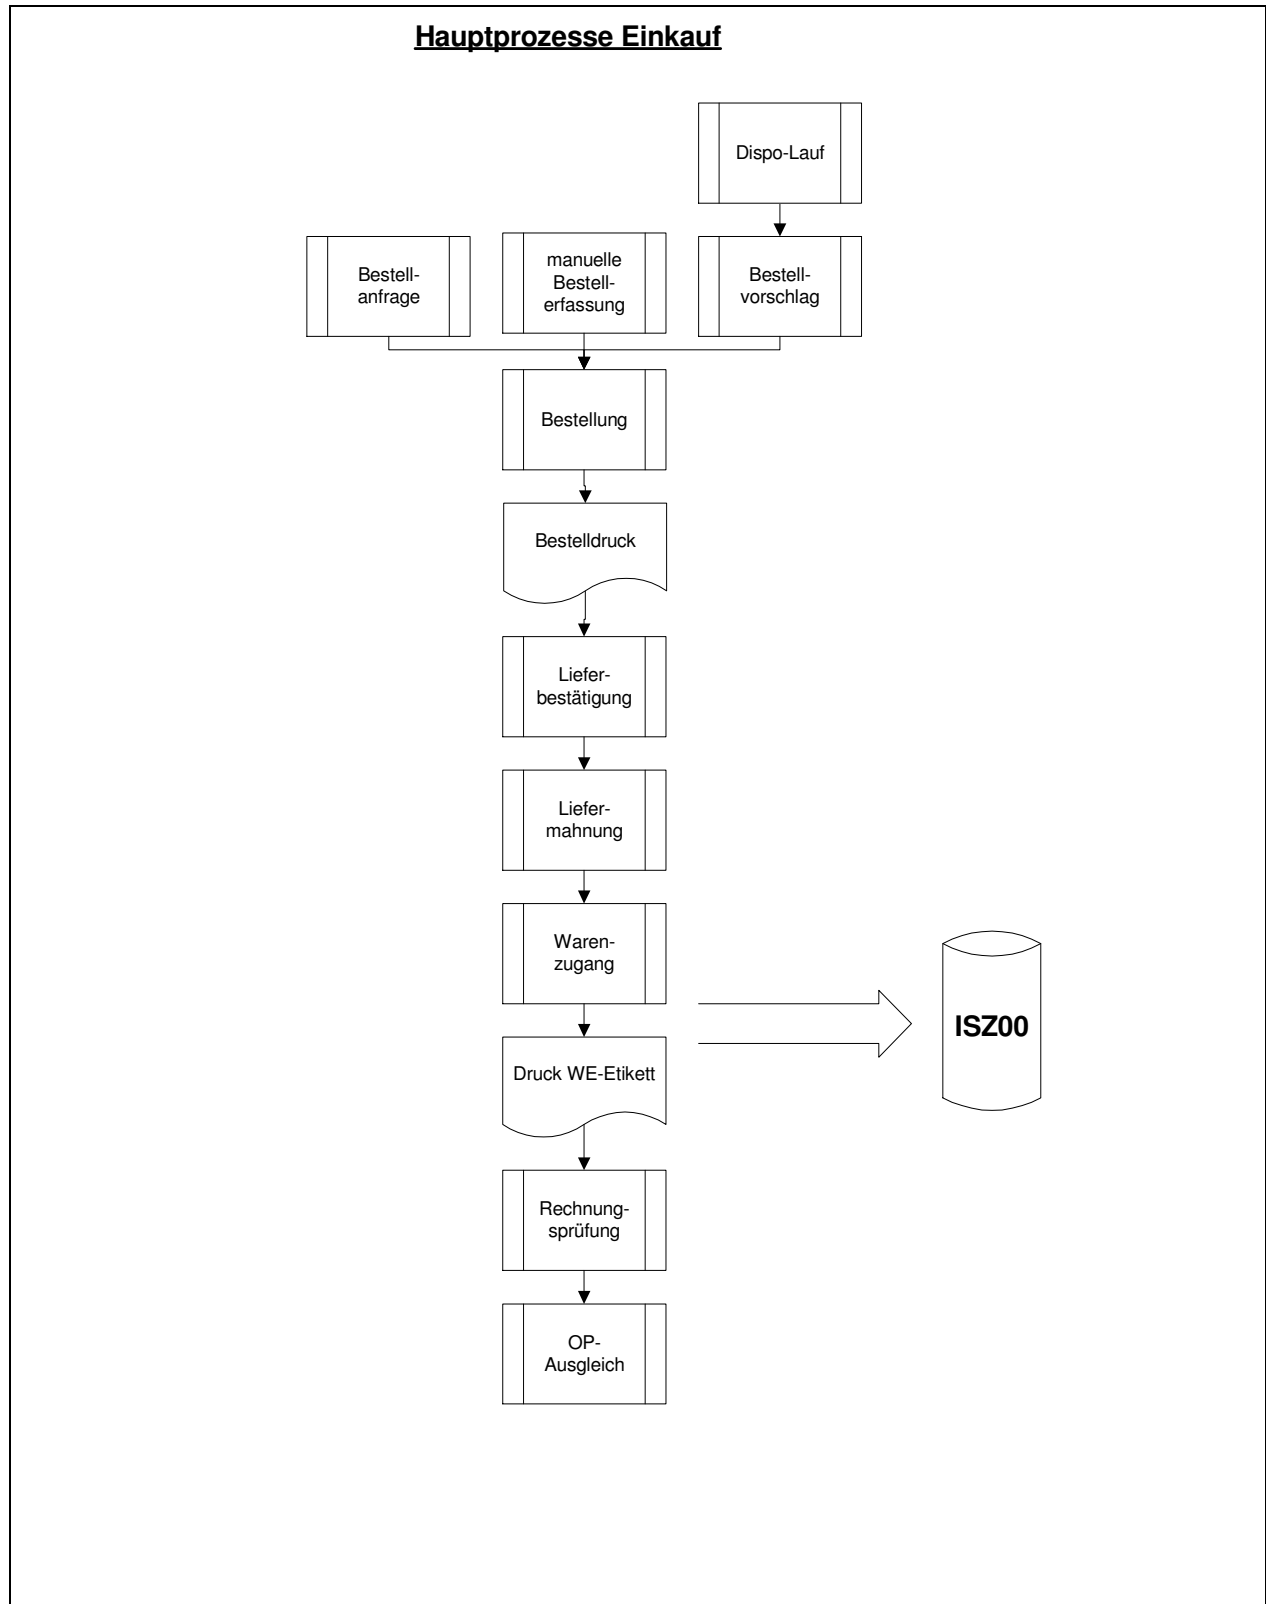 Hauptprozesse Einkauf
Dispo-Lauf
Bestell-
anfrage
manuelle
Bestell-
erfassung
Bestell-
vorschlag
Bestellung
Bestelldruck
Liefer-
bestätigung
Liefer-
mahnung
Waren-
zugang
ISZ00
Druck WE-Etikett
Rechnung-
sprüfung
OP-
Ausgleich